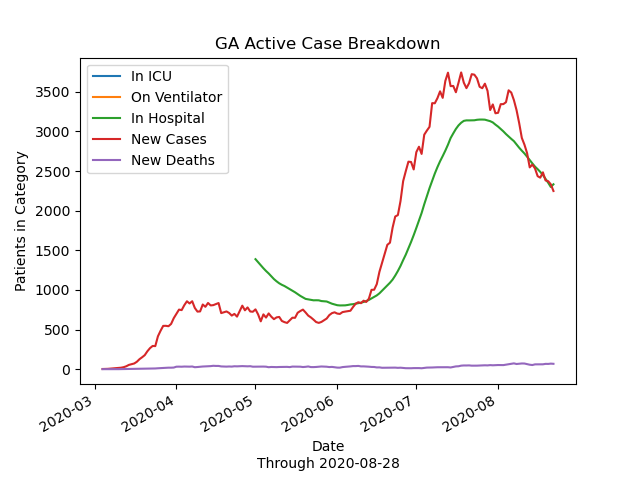 GA Active Case Breakdown
In ICU
On Ventilator
In Hospital
New Cases
New Deaths
Patients in Category
3500
3000
2500
2000
1500
1000
500
0
2020-03
2020-04
2020-05
2020-06
2020-07
2020-08
Date
Through 2020-08-28